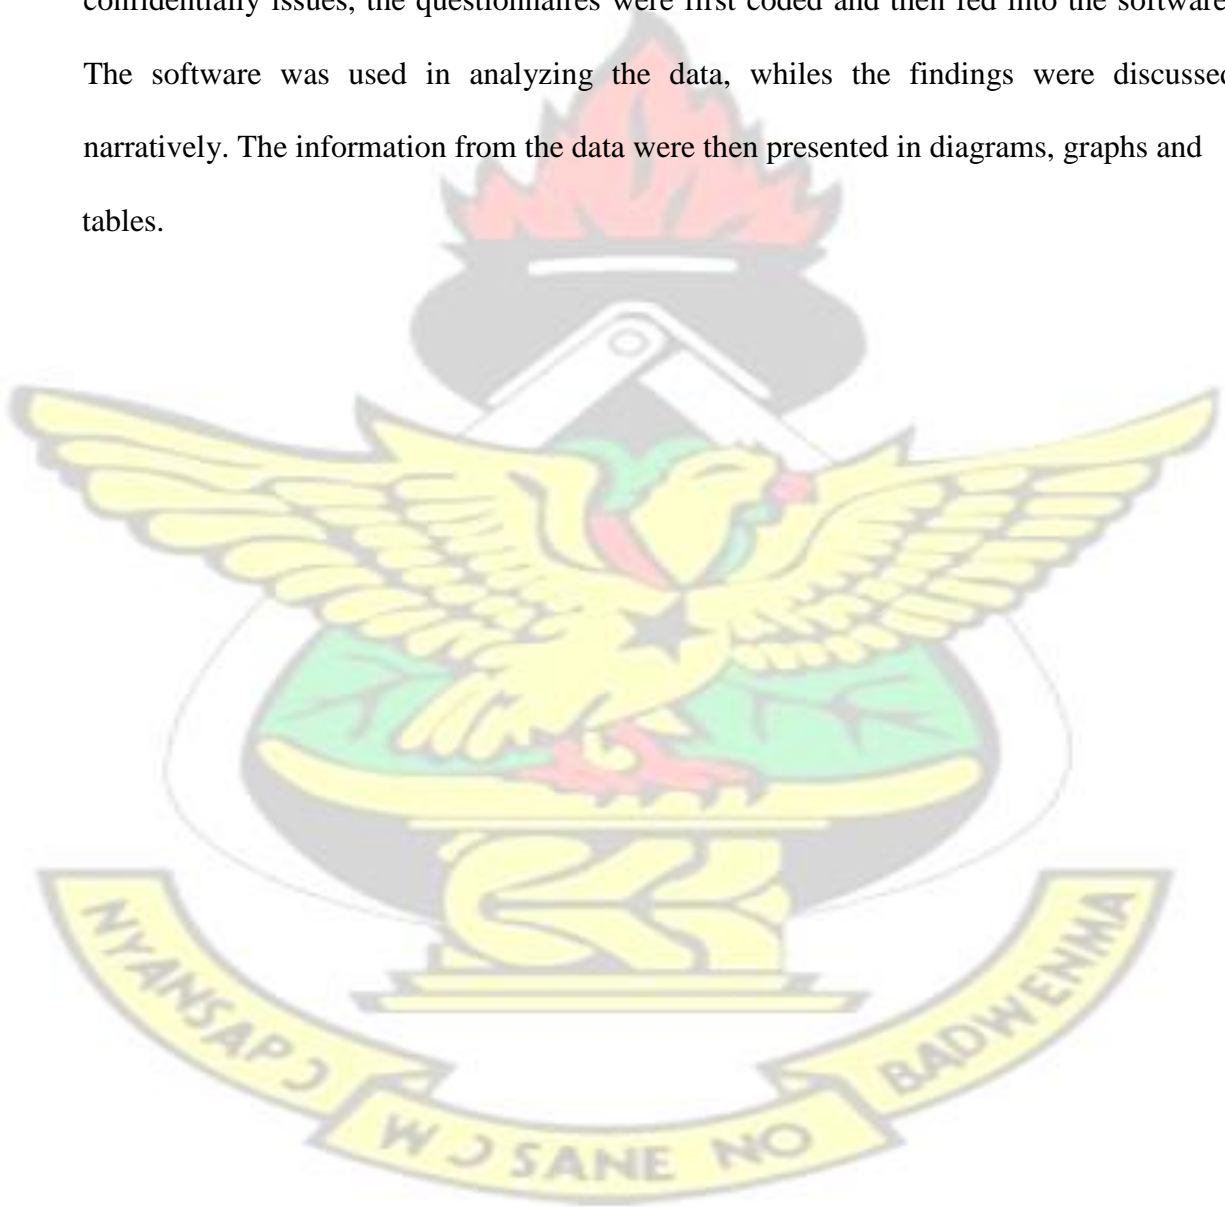 confidentially issues, the questionnaires were first coded and then fed into the software
The software was used in analyzing the data, whiles the findings were discussed
narratively. The information from the data were then presented in diagrams, graphs and
tables.
NYANSAPƆ
WƆ SANE NO
BADWENMA